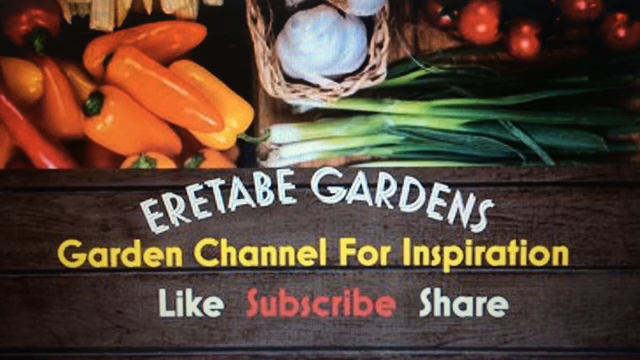 ERETABE GARDENS
Garden Channel For Inspiration
Like Subscribe Share